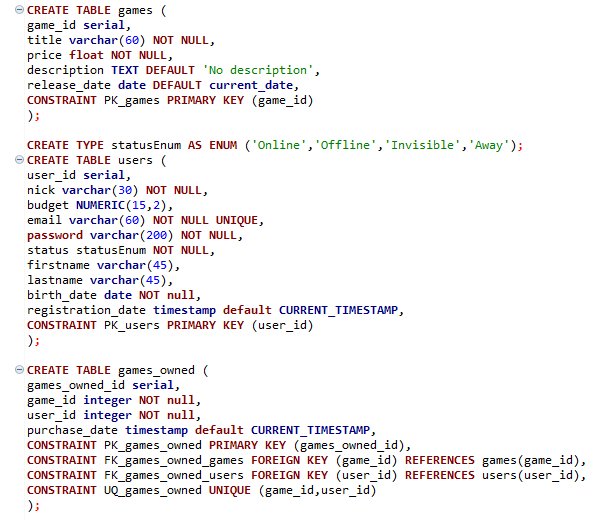 CREATE TABLE games (
game_id serial,
title varchar(60) NOT NULL,
price float NOT NULL,
description TEXT DEFAULT 'No description',
release_date date DEFAULT current_date,
CONSTRAINT PK_games PRIMARY KEY (game_id)
);

CREATE TYPE statusEnum AS ENUM ('Online','Offline','Invisible','Away');
CREATE TABLE users (
user_id serial,
nick varchar(30) NOT NULL,
budget NUMERIC(15,2),
email varchar(60) NOT NULL UNIQUE,
password varchar(200) NOT NULL,
status statusEnum NOT NULL,
firstname varchar(45),
lastname varchar(45),
birth_date date NOT null,
registration_date timestamp default CURRENT_TIMESTAMP,
CONSTRAINT PK_users PRIMARY KEY (user_id)
);

CREATE TABLE games_owned (
games_owned_id serial,
game_id integer NOT null,
user_id integer NOT null,
purchase_date timestamp default CURRENT_TIMESTAMP,
CONSTRAINT PK_games_owned PRIMARY KEY (games_owned_id),
CONSTRAINT FK_games_owned_games FOREIGN KEY (game_id) REFERENCES games(game_id),
CONSTRAINT FK_games_owned_users FOREIGN KEY (user_id) REFERENCES users(user_id),
CONSTRAINT UQ_games_owned UNIQUE (game_id,user_id)
);